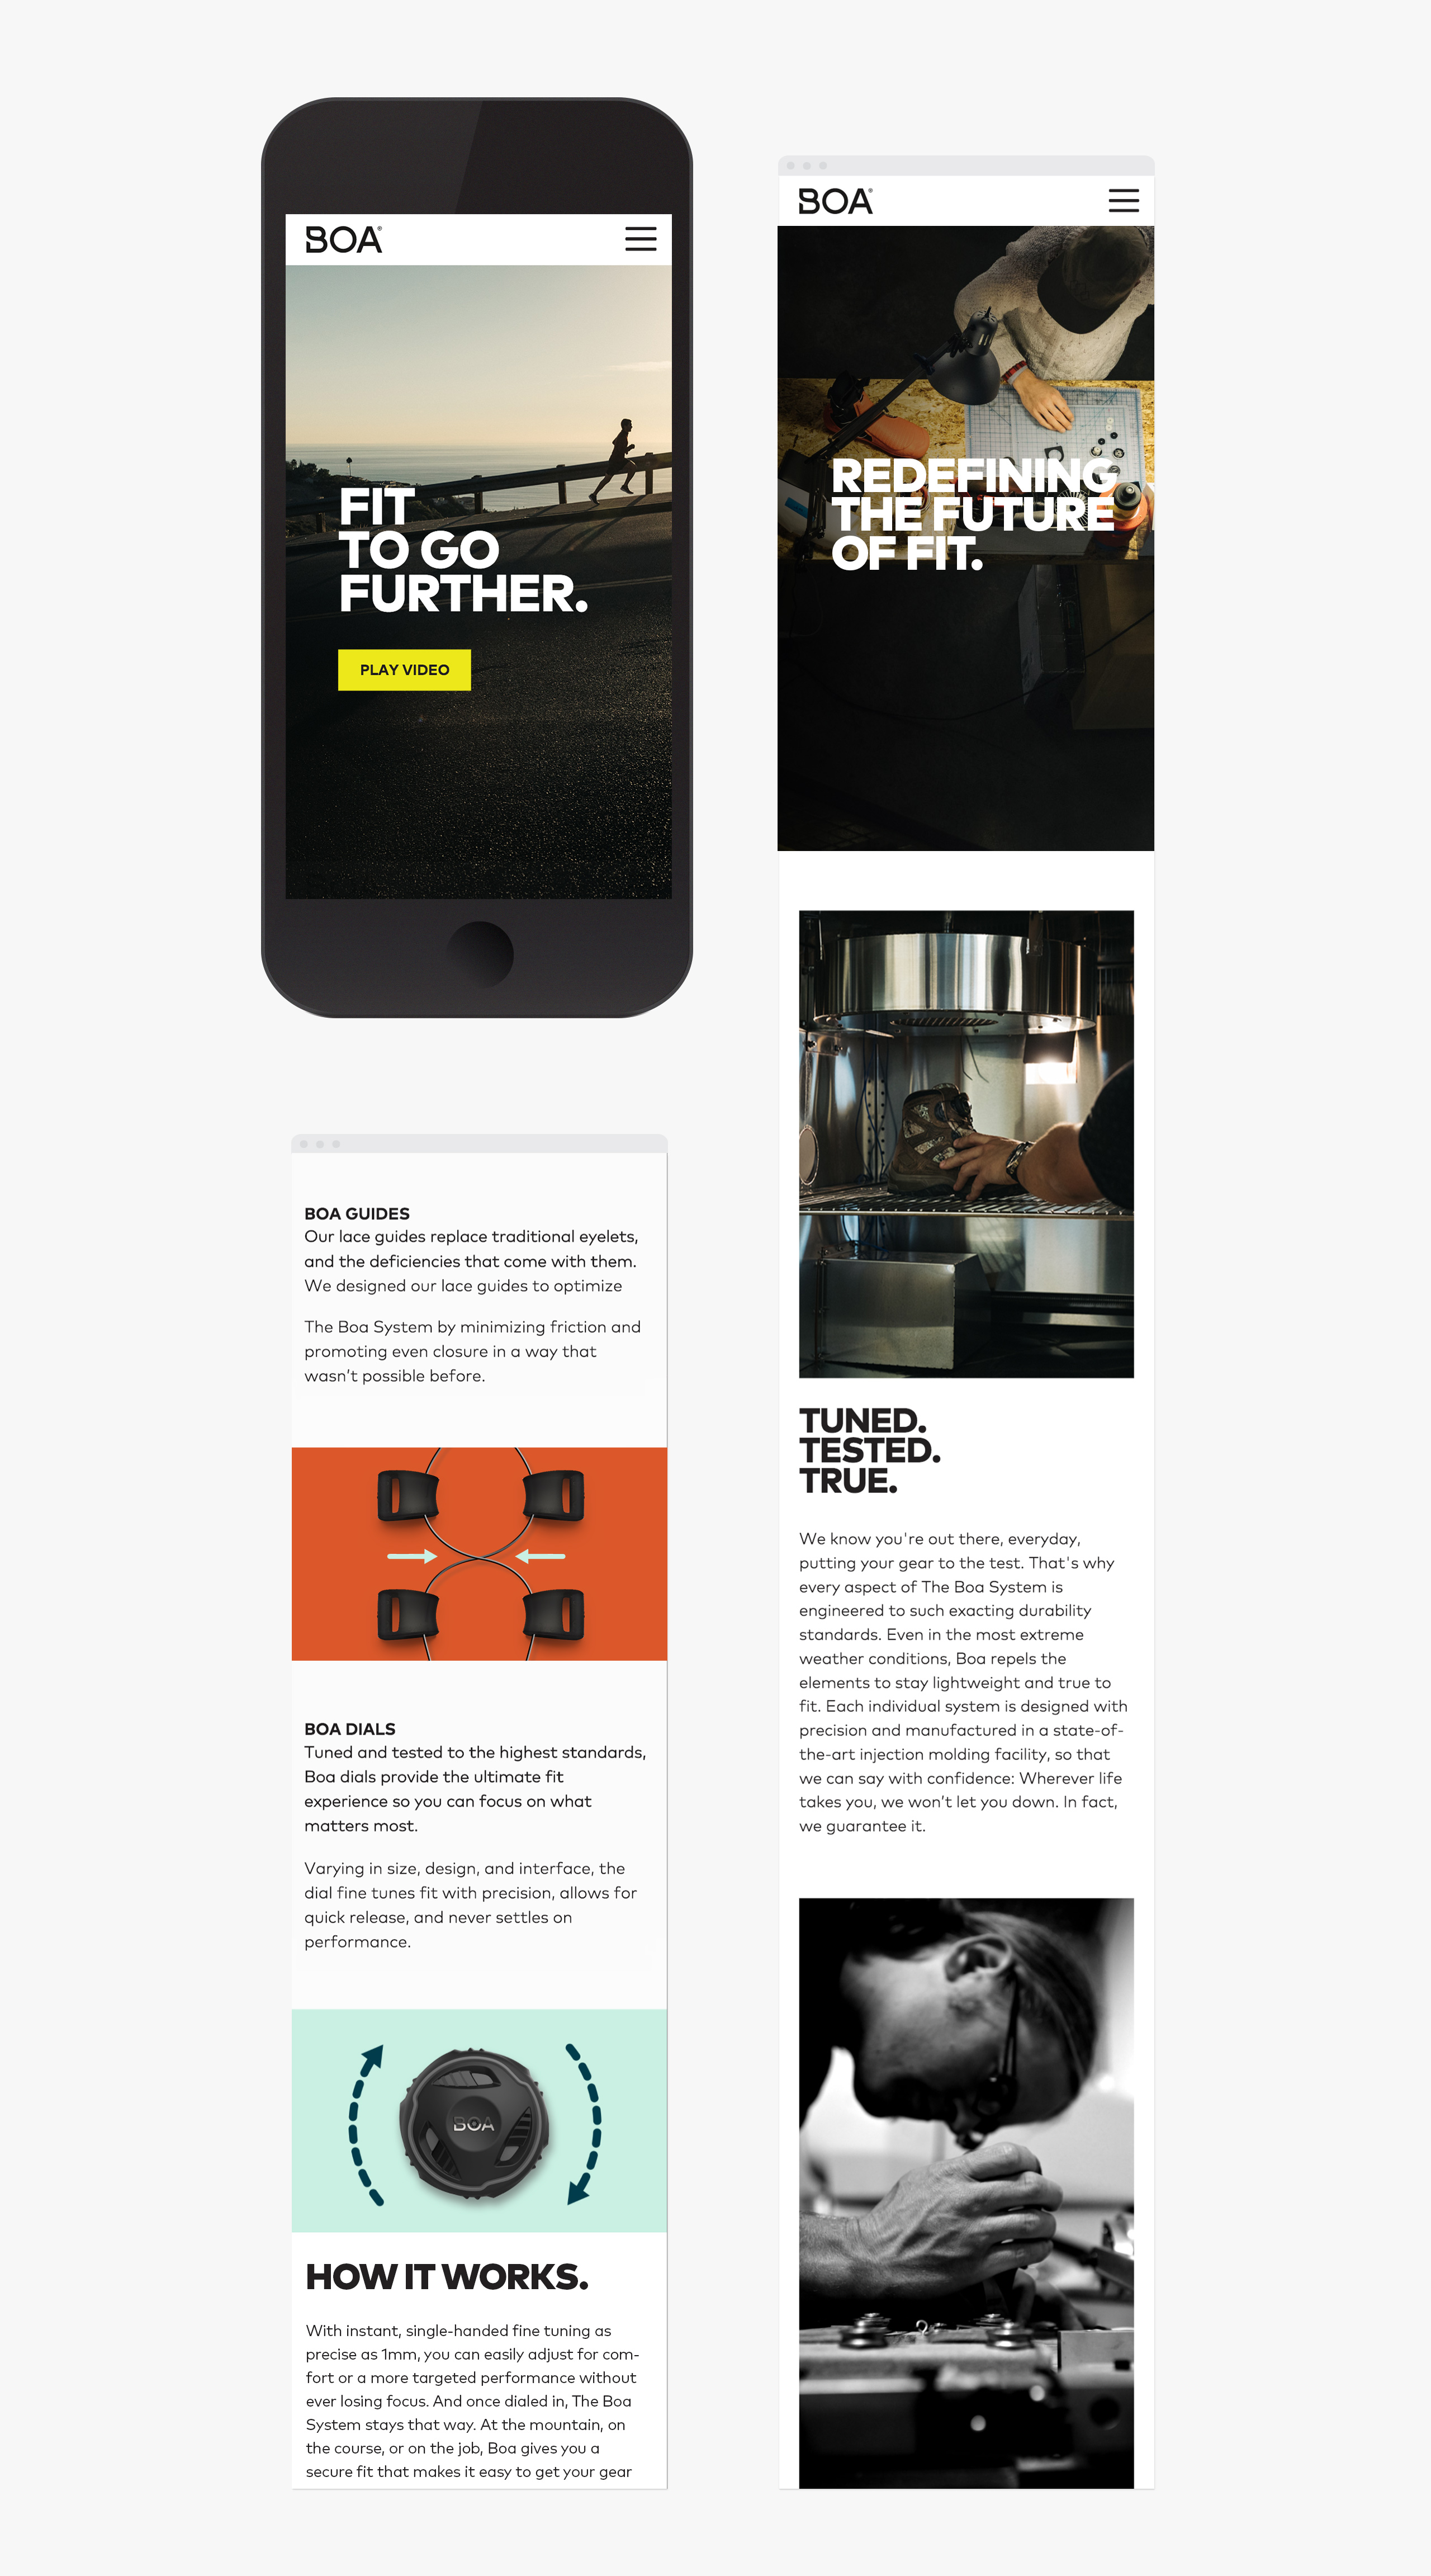 BOA®
FIT
TO GO
FURTHER.
PLAY VIDEO
BOA GUIDES
Our lace guides replace traditional eyelets,
and the deficiencies that come with them.
We designed our lace guides to optimize
The Boa System by minimizing friction and
promoting even closure in a way that
wasn’t possible before.
BOA DIALS
Tuned and tested to the highest standards,
Boa dials provide the ultimate fit
experience so you can focus on what
matters most.
Varying in size, design, and interface, the
dial fine tunes fit with precision, allows for
quick release, and never settles on
performance.
BOA
HOW IT WORKS.
With instant, single-handed fine tuning as
precise as 1mm, you can easily adjust for com-
fort or a more targeted performance without
ever losing focus. And once dialed in, The Boa
System stays that way. At the mountain, on
the course, or on the job, Boa gives you a
secure fit that makes it easy to get your gear
BOA®
REDEFINING
THE FUTURE
OF FIT.
TUNED.
TESTED.
TRUE.
We know you're out there, everyday,
putting your gear to the test. That's why
every aspect of The Boa System is
engineered to such exacting durability
standards. Even in the most extreme
weather conditions, Boa repels the
elements to stay lightweight and true to
fit. Each individual system is designed with
precision and manufactured in a state-of-
the-art injection molding facility, so that
we can say with confidence: Wherever life
takes you, we won’t let you down. In fact,
we guarantee it.